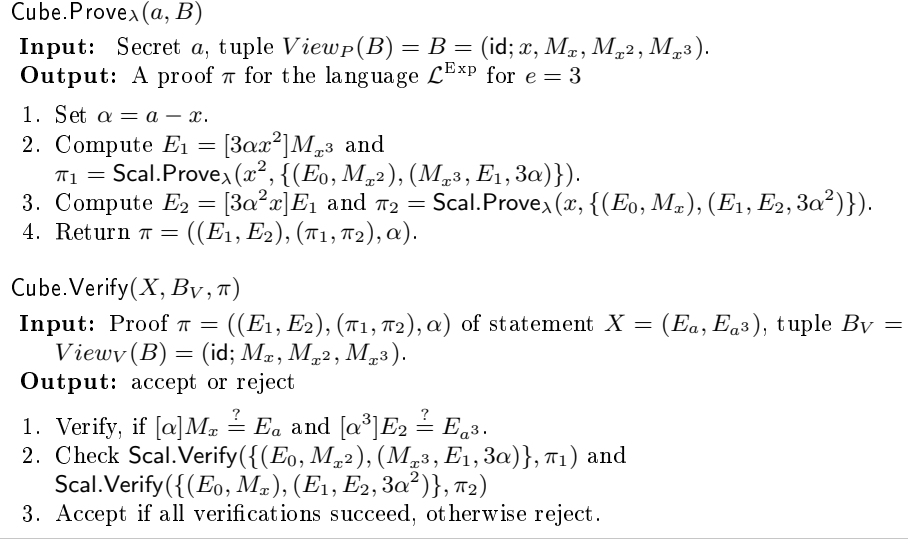 Cube.Prove_λ(a, B)
Input: Secret a, tuple View_P(B) = B = (id; x, M_x, M_{x^2}, M_{x^3}).
Output: A proof π for the language 𝓛^Exp for e = 3
1. Set α = a − x.
2. Compute E_1 = [3αx^2]M_{x^3} and
π_1 = Scal.Prove_λ(x^2, {(E_0, M_{x^2}), (M_{x^3}, E_1, 3α)}).
3. Compute E_2 = [3α^2x]E_1 and π_2 = Scal.Prove_λ(x, {(E_0, M_x), (E_1, E_2, 3α^2)}).
4. Return π = ((E_1, E_2), (π_1, π_2), α).
Cube.Verify(X, B_V, π)
Input: Proof π = ((E_1, E_2), (π_1, π_2), α) of statement X = (E_a, E_{a^3}), tuple B_V =
View_V(B) = (id; M_x, M_{x^2}, M_{x^3}).
Output: accept or reject
1. Verify, if [α]M_x ≟ E_a and [α^3]E_2 ≟ E_{a^3}.
2. Check Scal.Verify({(E_0, M_{x^2}), (M_{x^3}, E_1, 3α)}, π_1) and
Scal.Verify({(E_0, M_x), (E_1, E_2, 3α^2)}, π_2)
3. Accept if all verifications succeed, otherwise reject.